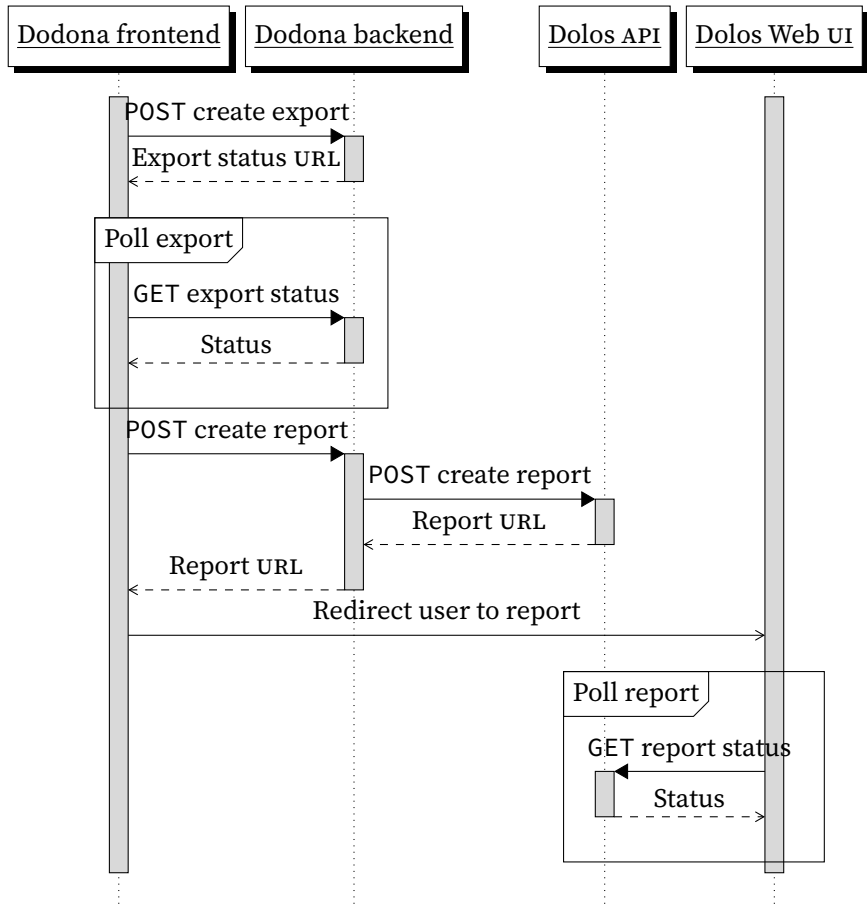 Dodona frontend
Dodona backend
Dolos API
Dolos Web UI
POST create export
Export status URL
Poll export
GET export status
Status
POST create report
POST create report
Report URL
Report URL
Redirect user to report
Poll report
GET report status
Status